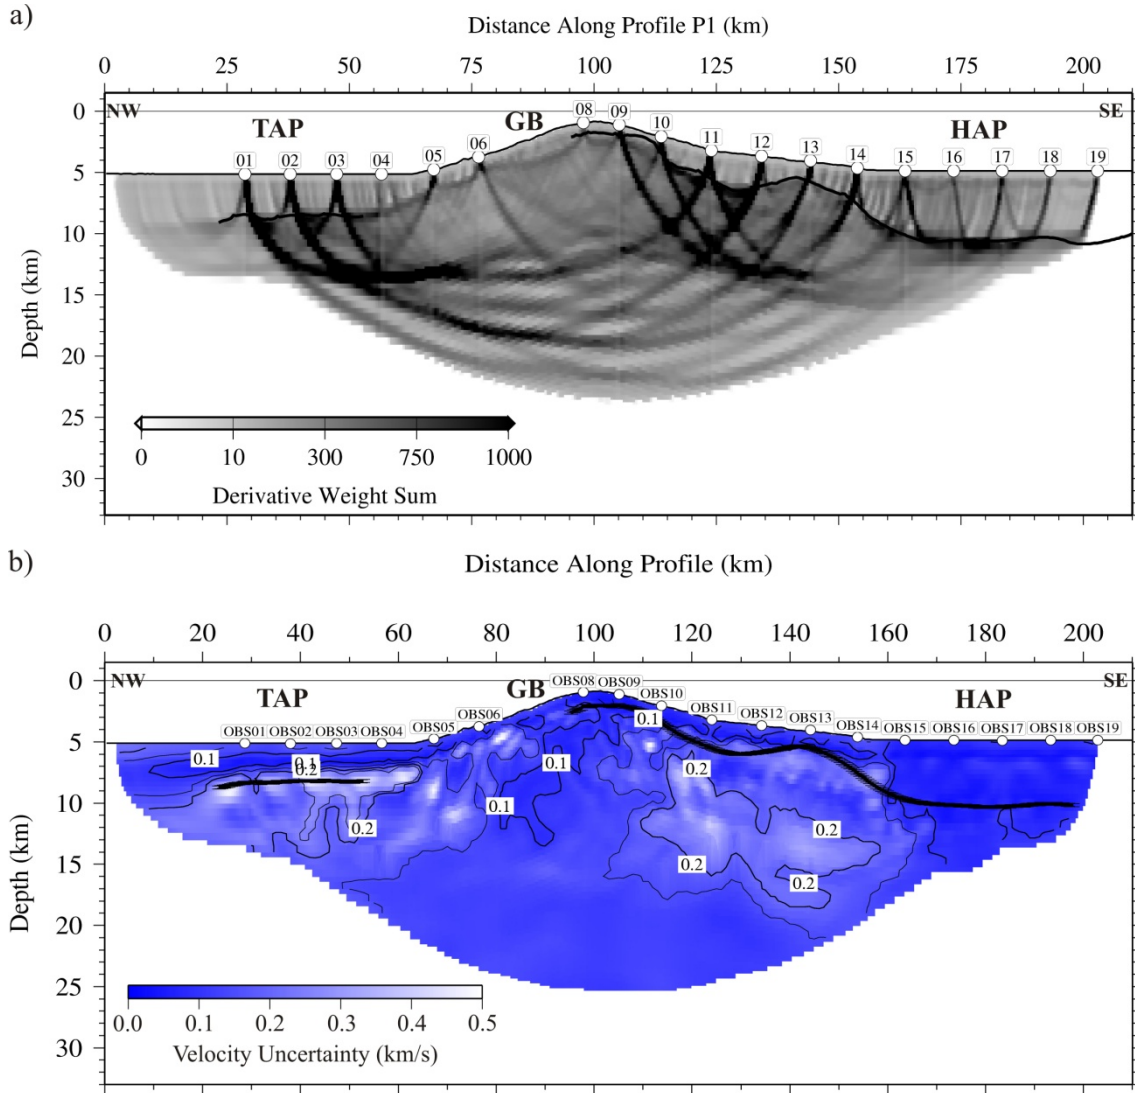 a)
Distance Along Profile P1 (km)
0 25 50 75 100 125 150 175 200
NW TAP GB HAP SE
01 02 03 04 05 06 08 09 10 11 12 13 14 15 16 17 18 19
0
5
10
15
20
25
30
Depth (km)
0 10 300 750 1000
Derivative Weight Sum
b)
Distance Along Profile (km)
0 20 40 60 80 100 120 140 160 180 200
NW TAP GB HAP SE
OBS01 OBS02 OBS03 OBS04 OBS05 OBS06 OBS08 OBS09 OBS10 OBS11 OBS12 OBS13 OBS14 OBS15 OBS16 OBS17 OBS18 OBS19
0
5
10
15
20
25
30
Depth (km)
0.1 0.1 0.2 0.2 0.1 0.1 0.1 0.2 0.2 0.2 0.2
0.0 0.1 0.2 0.3 0.4 0.5
Velocity Uncertainty (km/s)